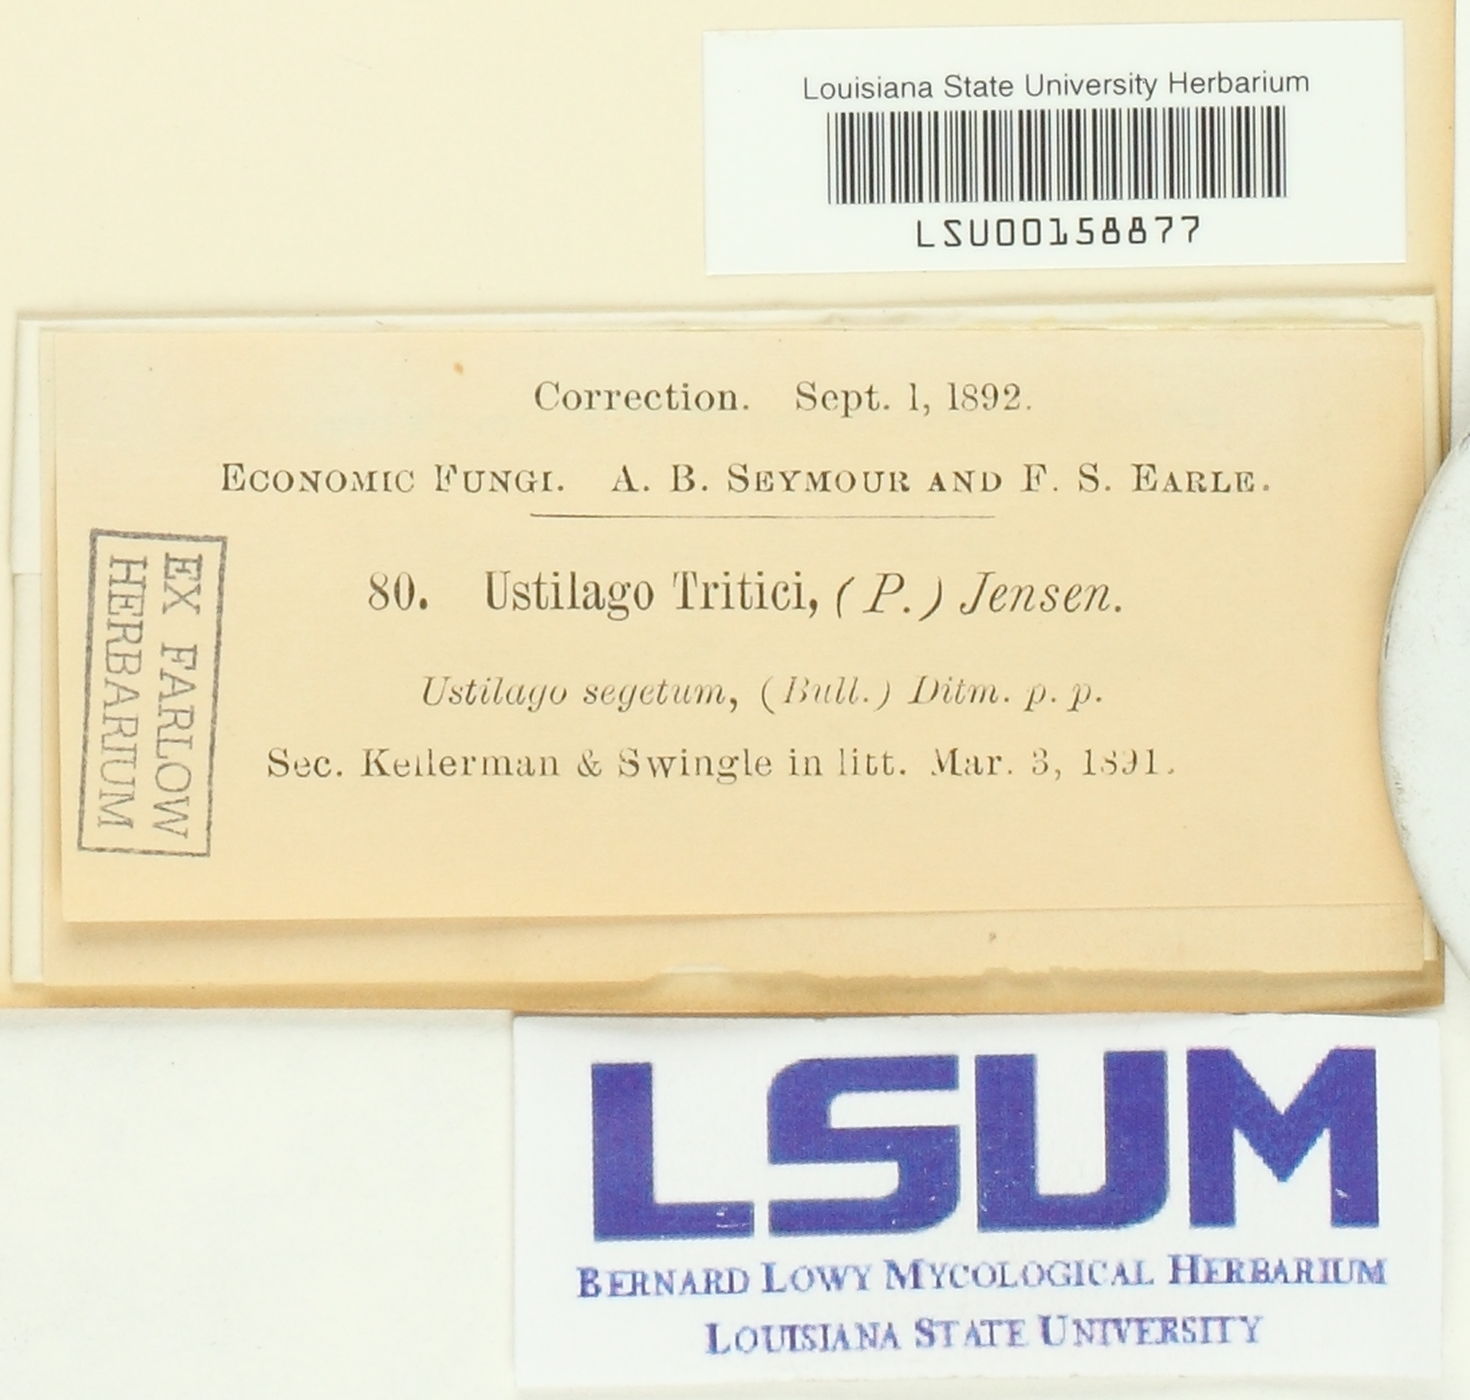 Louisiana State University Herbarium
LSU00158877
Correction. Sept. 1, 1892.
ECONOMIC FUNGI. A. B. SEYMOUR AND F. S. EARLE.
80. Ustilago Tritici, (P.) Jensen.
Ustilago segetum, (Bull.) Ditm. p. p.
Sec. Kellerman & Swingle in litt. Mar. 3, 1891.
EX FARLOW
HERBARIUM
LSUM
BERNARD LOWY MYCOLOGICAL HERBARIUM
LOUISIANA STATE UNIVERSITY